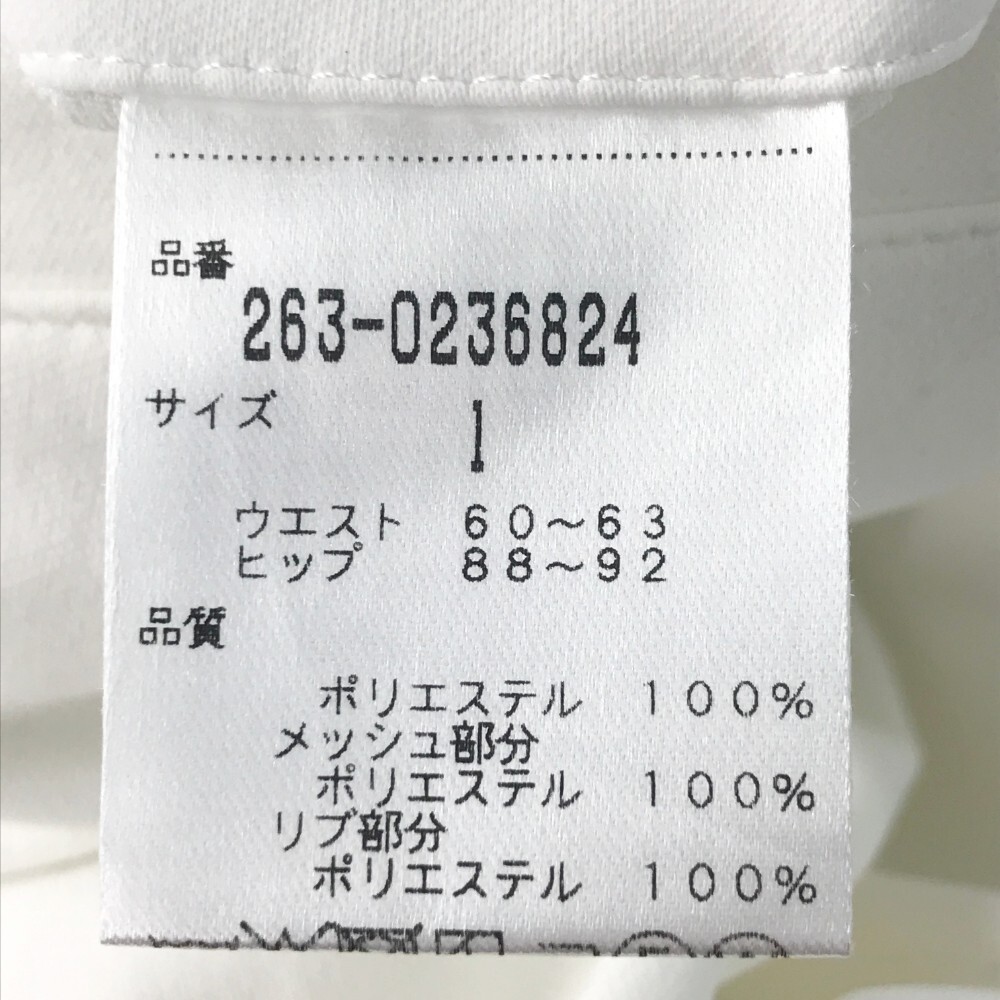 品番
263-0236824
サイズ
1
ウエスト 60～63
ヒップ 88～92
品質
ポリエステル 100%
メッシュ部分
ポリエステル 100%
リブ部分
ポリエステル 100%